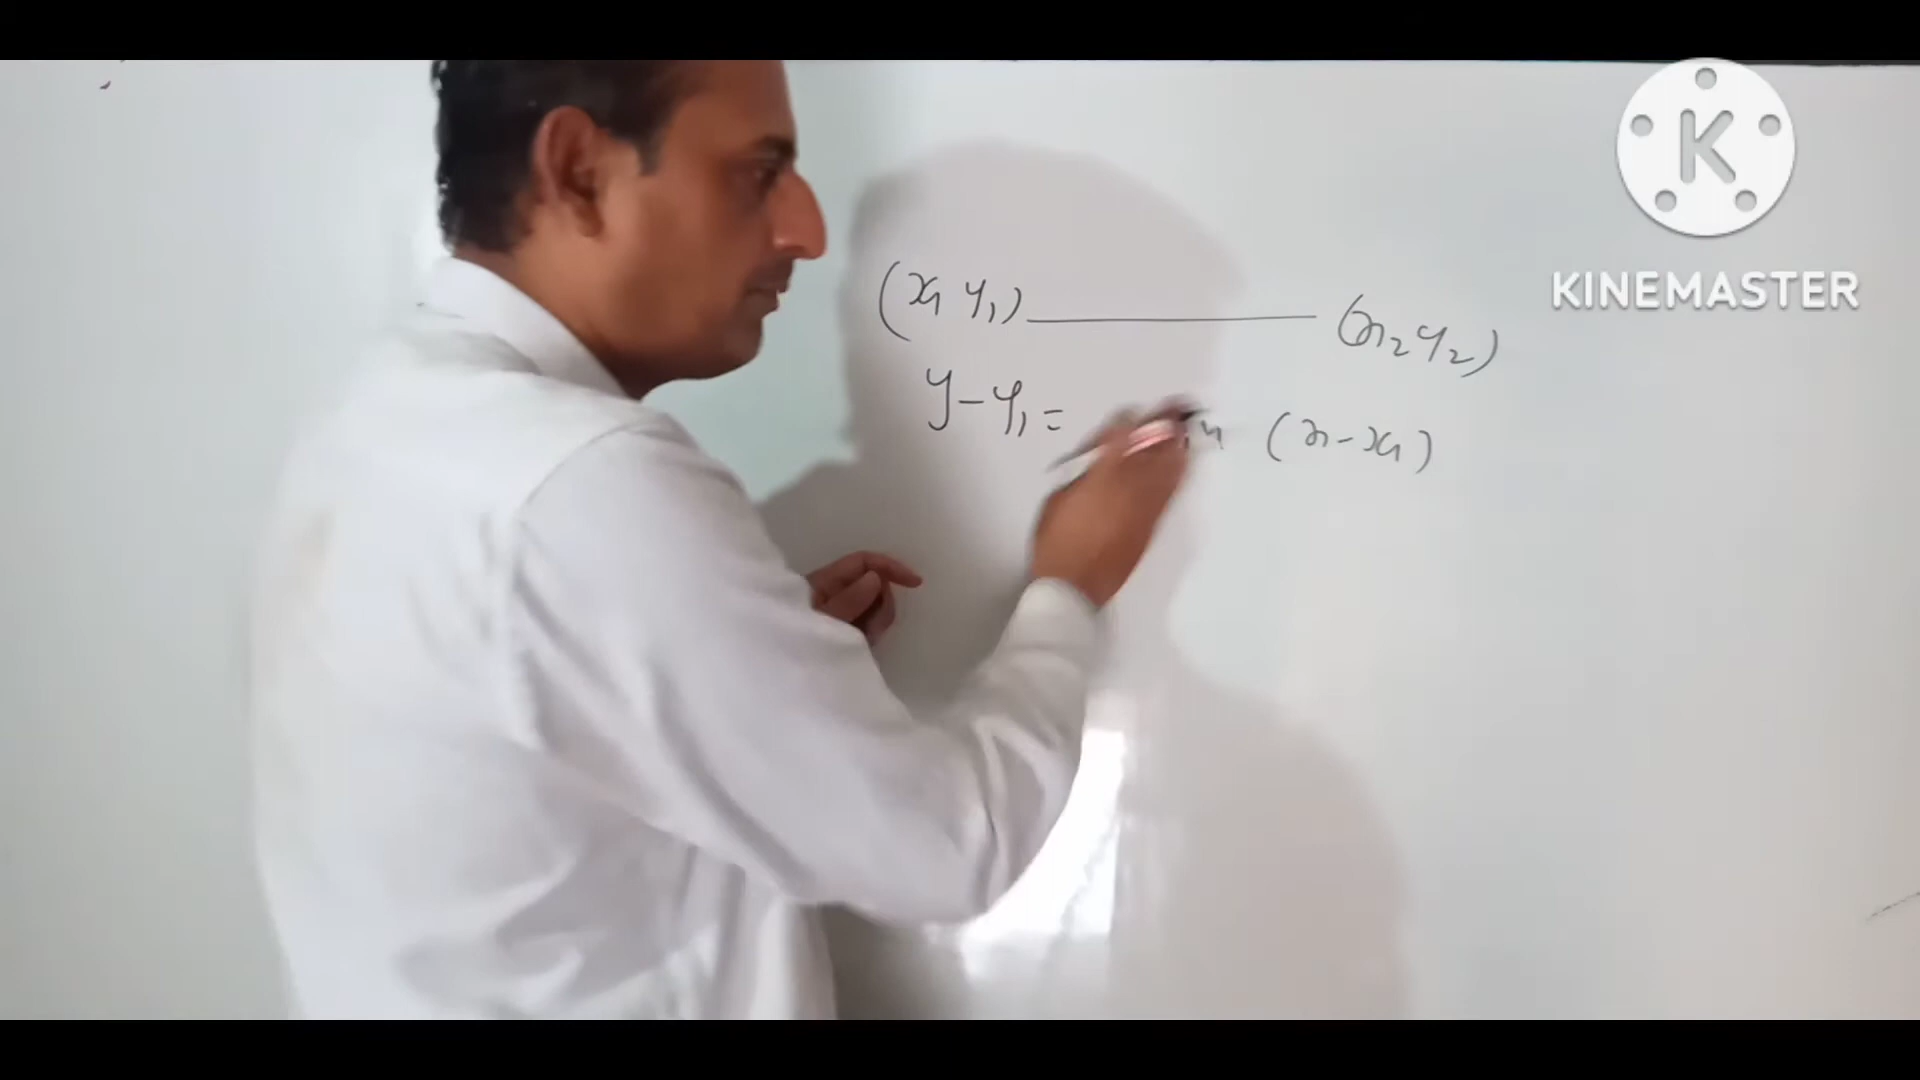 K
KINEMASTER
(x₁ y₁) (x₂ y₂)
y - y₁ = (x - x₁)